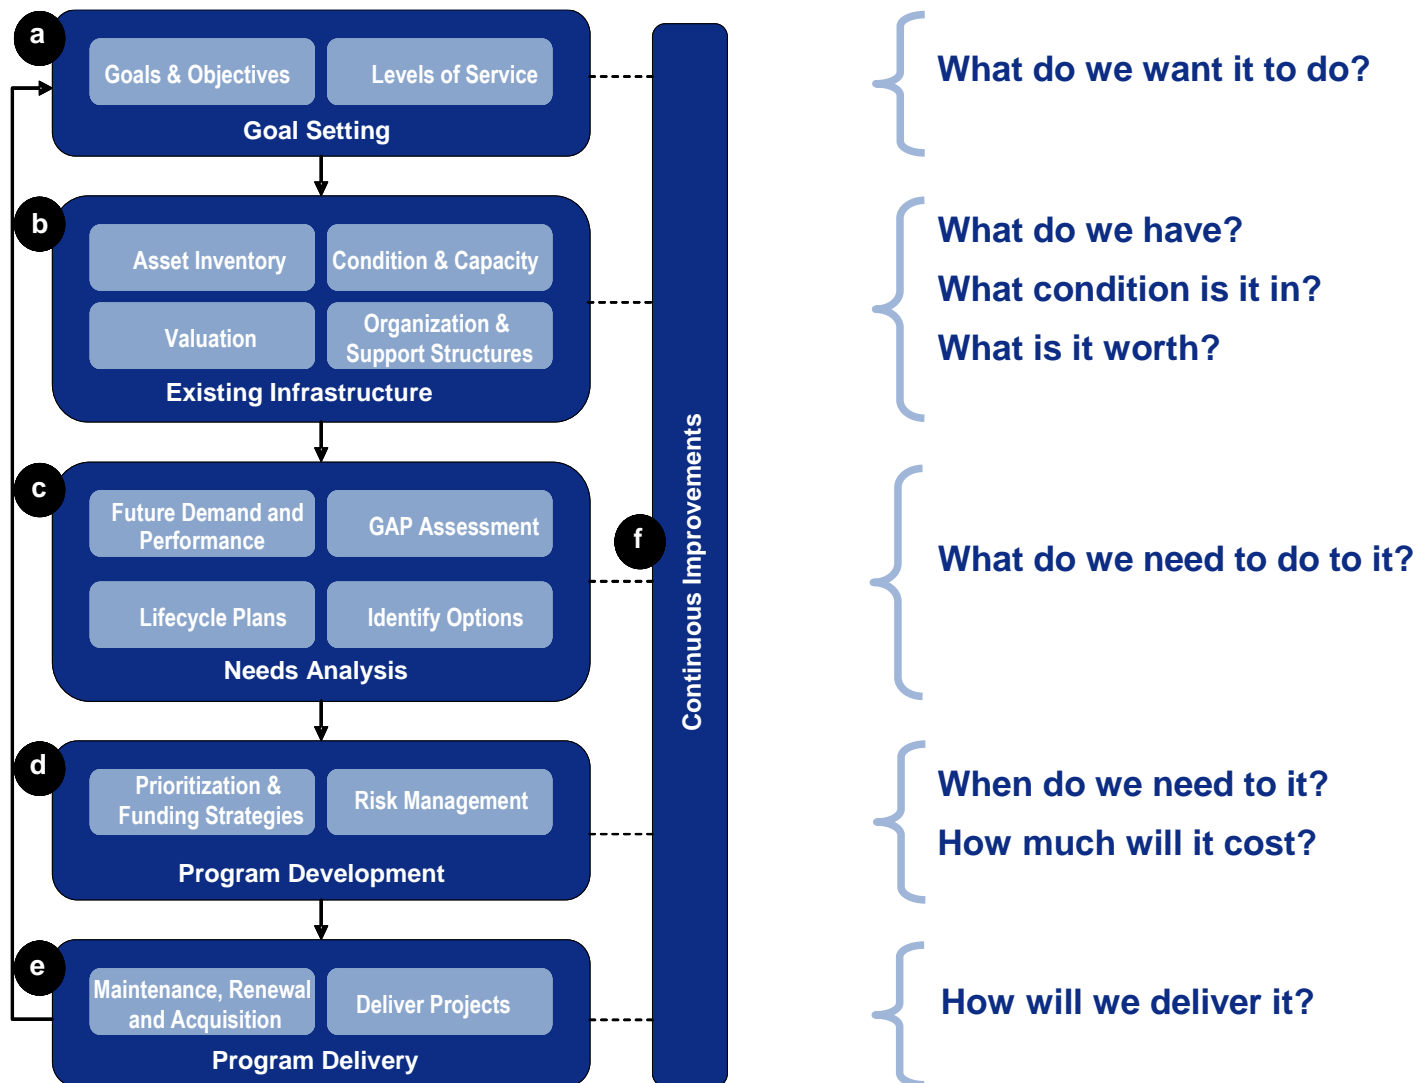 a
Goals & Objectives
Levels of Service
Goal Setting
What do we want it to do?
b
Asset Inventory
Condition & Capacity
Valuation
Organization &
Support Structures
Existing Infrastructure
What do we have?
What condition is it in?
What is it worth?
c
Future Demand and
Performance
GAP Assessment
Lifecycle Plans
Identify Options
Needs Analysis
What do we need to do to it?
f
Continuous Improvements
d
Prioritization &
Funding Strategies
Risk Management
Program Development
When do we need to it?
How much will it cost?
e
Maintenance, Renewal
and Acquisition
Deliver Projects
Program Delivery
How will we deliver it?